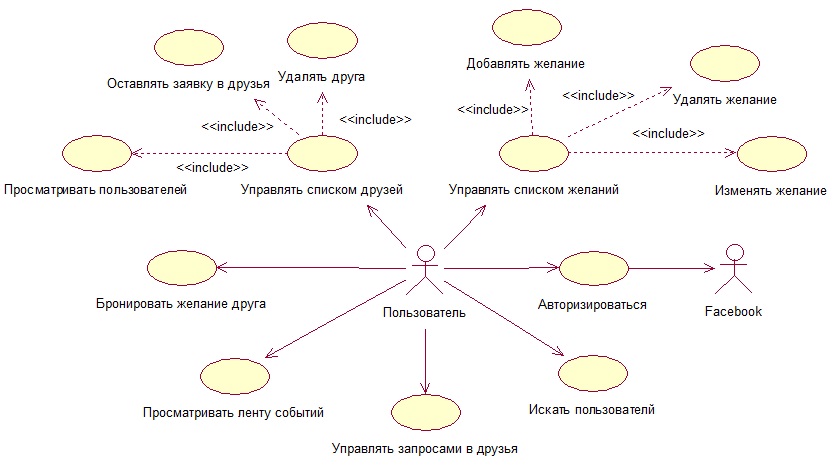 Оставлять заявку в друзья
Удалять друга
Добавлять желание
Удалять желание
<<include>>
<<include>>
<<include>>
<<include>>
<<include>>
<<include>>
Просматривать пользователей
Управлять списком друзей
Управлять списком желаний
Изменять желание
Бронировать желание друга
Пользователь
Авторизироваться
Facebook
Просматривать ленту событий
Искать пользователй
Управлять запросами в друзья